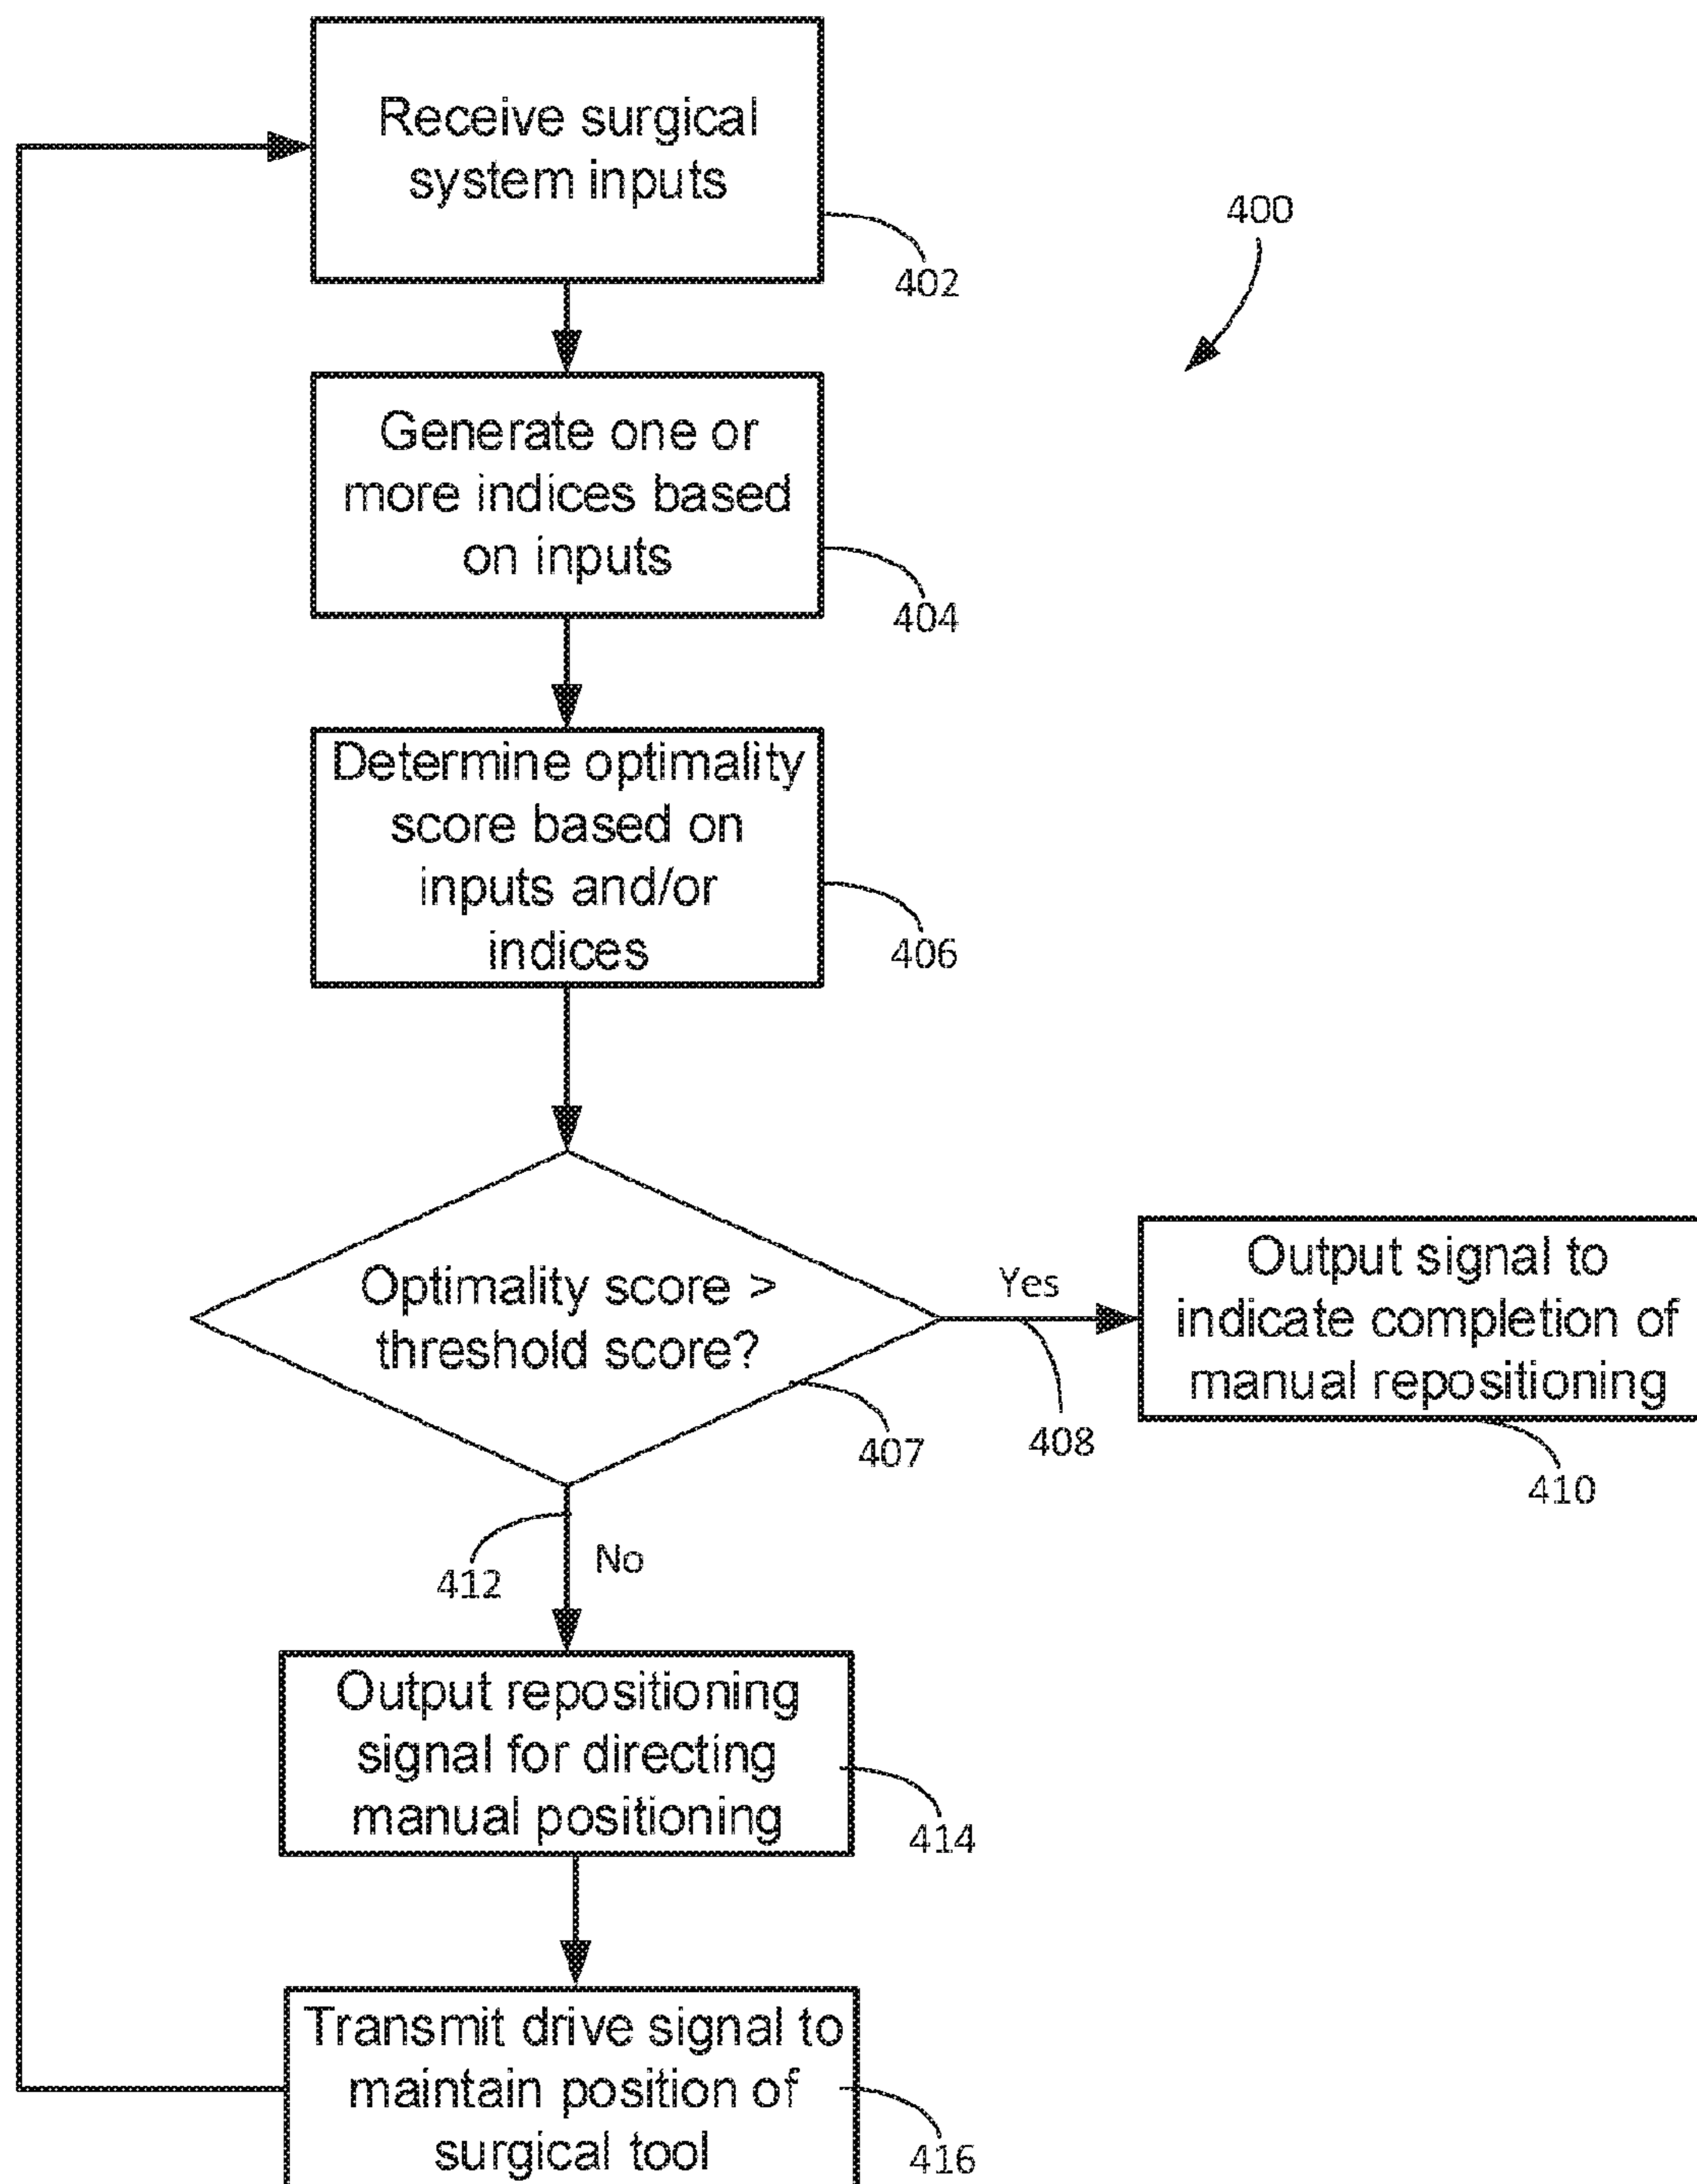 Receive surgical
system inputs
402
400
Generate one or
more indices based
on inputs
404
Determine optimality
score based on
inputs and/or
indices
406
Optimality score >
threshold score?
407
Yes
408
Output signal to
indicate completion of
manual repositioning
410
412
No
Output repositioning
signal for directing
manual positioning
414
Transmit drive signal to
maintain position of
surgical tool
416